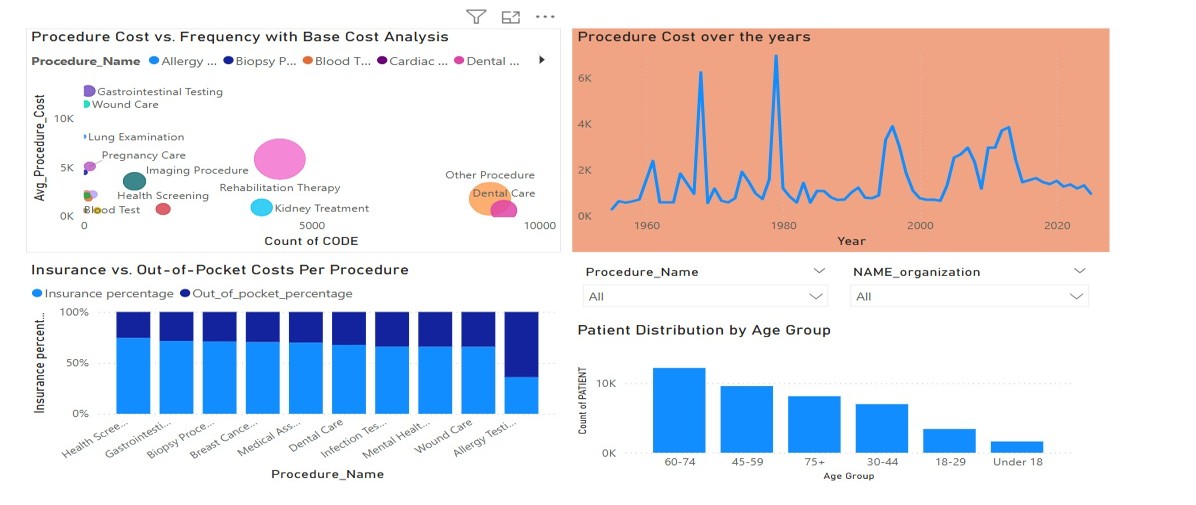 Procedure Cost vs. Frequency with Base Cost Analysis
Procedure_Name Allergy ... Biopsy P... Blood T... Cardiac ... Dental ...
Avg_Procedure_Cost
10K
5K
0K
Gastrointestinal Testing
Wound Care
Lung Examination
Pregnancy Care
Imaging Procedure
Health Screening
Blood Test
Rehabilitation Therapy
Kidney Treatment
Other Procedure
Dental Care
0 5000 10000
Count of CODE
Procedure Cost over the years
6K
4K
2K
0K
1960 1980 2000 2020
Year
Insurance vs. Out-of-Pocket Costs Per Procedure
Insurance percentage Out_of_pocket_percentage
Insurance percent...
100%
50%
0%
Health Scree... Gastrointesti... Biopsy Proce... Breast Cance... Medical Ass... Dental Care Infection Tes... Mental Healt... Wound Care Allergy Testi...
Procedure_Name
Procedure_Name
All
NAME_organization
All
Patient Distribution by Age Group
Count of PATIENT
10K
0K
60-74 45-59 75+ 30-44 18-29 Under 18
Age Group